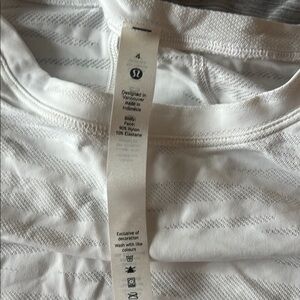 4
Designed in
Vancouver
made in
Indonesia
Body:
Face:
90% Nylon
10% Elastane
Exclusive of
decoration
Wash with like
colours